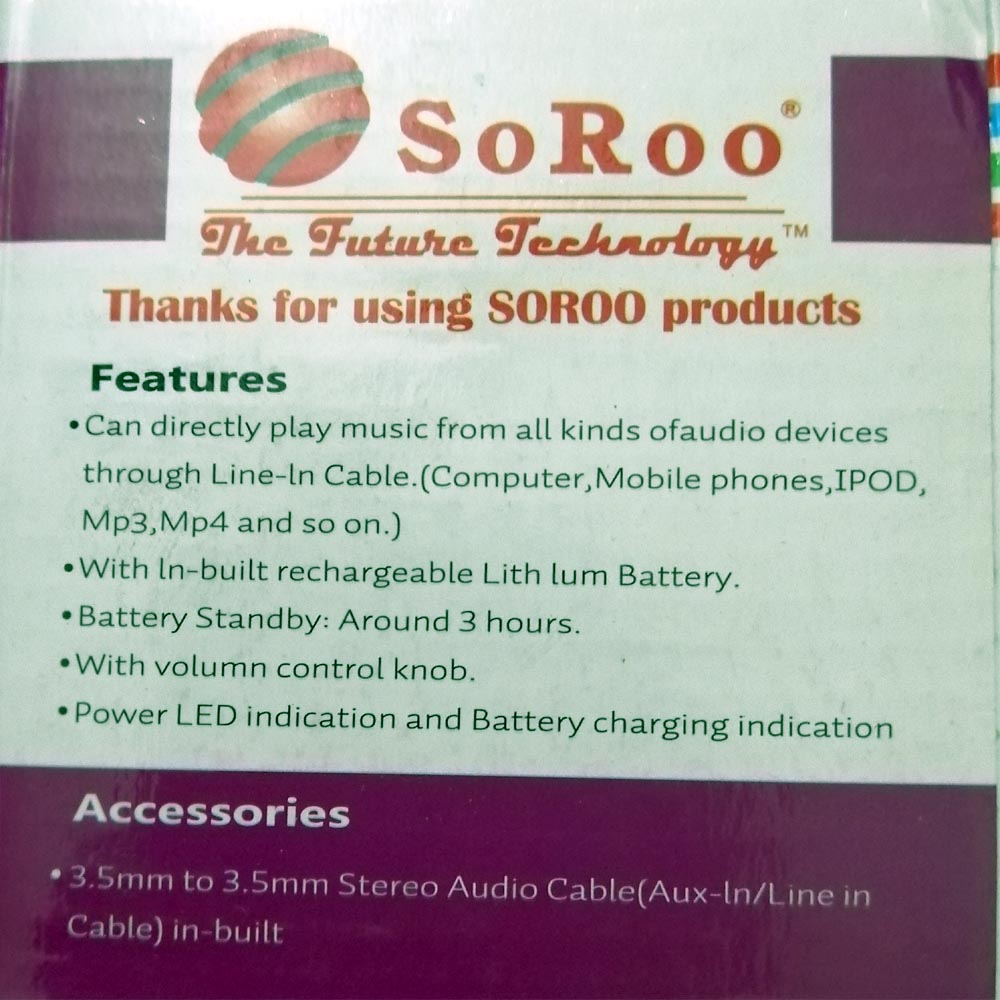 SoRoo®
The Future Technology™
Thanks for using SOROO products
Features
•Can directly play music from all kinds ofaudio devices
through Line-ln Cable.(Computer,Mobile phones,IPOD,
Mp3,Mp4 and so on.)
•With ln-built rechargeable Lith lum Battery.
•Battery Standby: Around 3 hours.
•With volumn control knob.
•Power LED indication and Battery charging indication
Accessories
•3.5mm to 3.5mm Stereo Audio Cable(Aux-ln/Line in
Cable) in-built